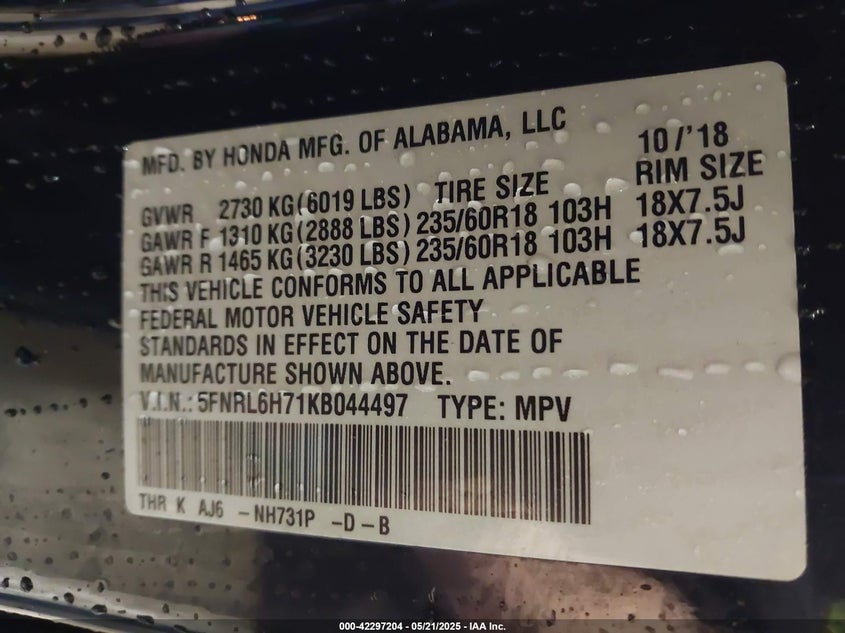 MFD. BY HONDA MFG. OF ALABAMA, LLC 10/'18
GVWR 2730 KG (6019 LBS) TIRE SIZE RIM SIZE
GAWR F 1310 KG (2888 LBS) 235/60R18 103H 18X7.5J
GAWR R 1465 KG (3230 LBS) 235/60R18 103H 18X7.5J
THIS VEHICLE CONFORMS TO ALL APPLICABLE
FEDERAL MOTOR VEHICLE SAFETY
STANDARDS IN EFFECT ON THE DATE OF
MANUFACTURE SHOWN ABOVE.
V.I.N.: 5FNRL6H71KB044497 TYPE: MPV
THR K AJ6 -NH731P -D-B
000-42297204 - 05/21/2025 - IAA Inc.